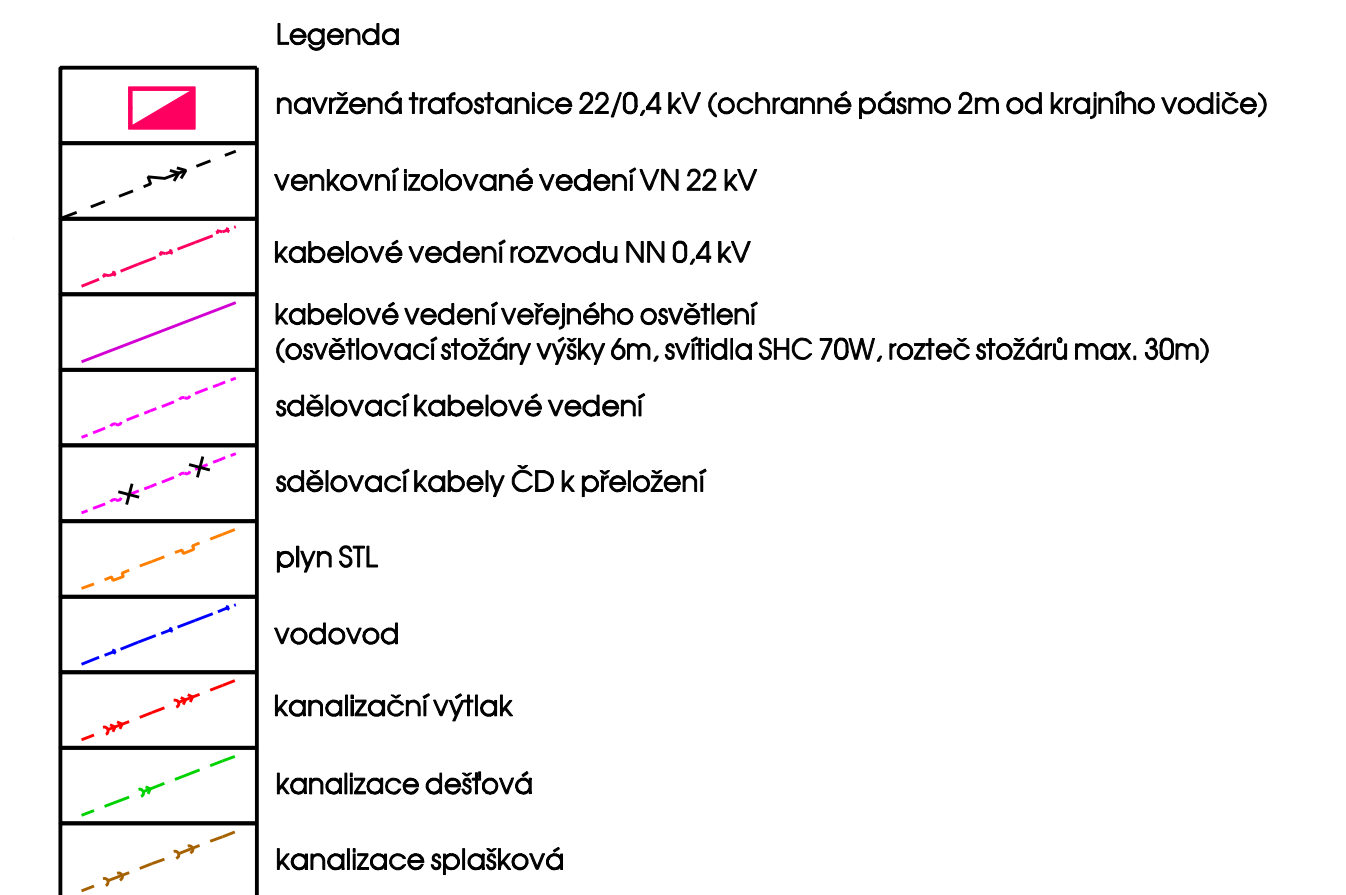 Legenda
navržená trafostanice 22/0,4 kV (ochranné pásmo 2m od krajního vodiče)
venkovní izolované vedení VN 22 kV
kabelové vedení rozvodu NN 0,4 kV
kabelové vedení veřejného osvětlení
(osvětlovací stožáry výšky 6m, svítidla SHC 70W, rozteč stožárů max. 30m)
sdělovací kabelové vedení
sdělovací kabely ČD k přeložení
plyn STL
vodovod
kanalizační výtlak
kanalizace dešťová
kanalizace splašková